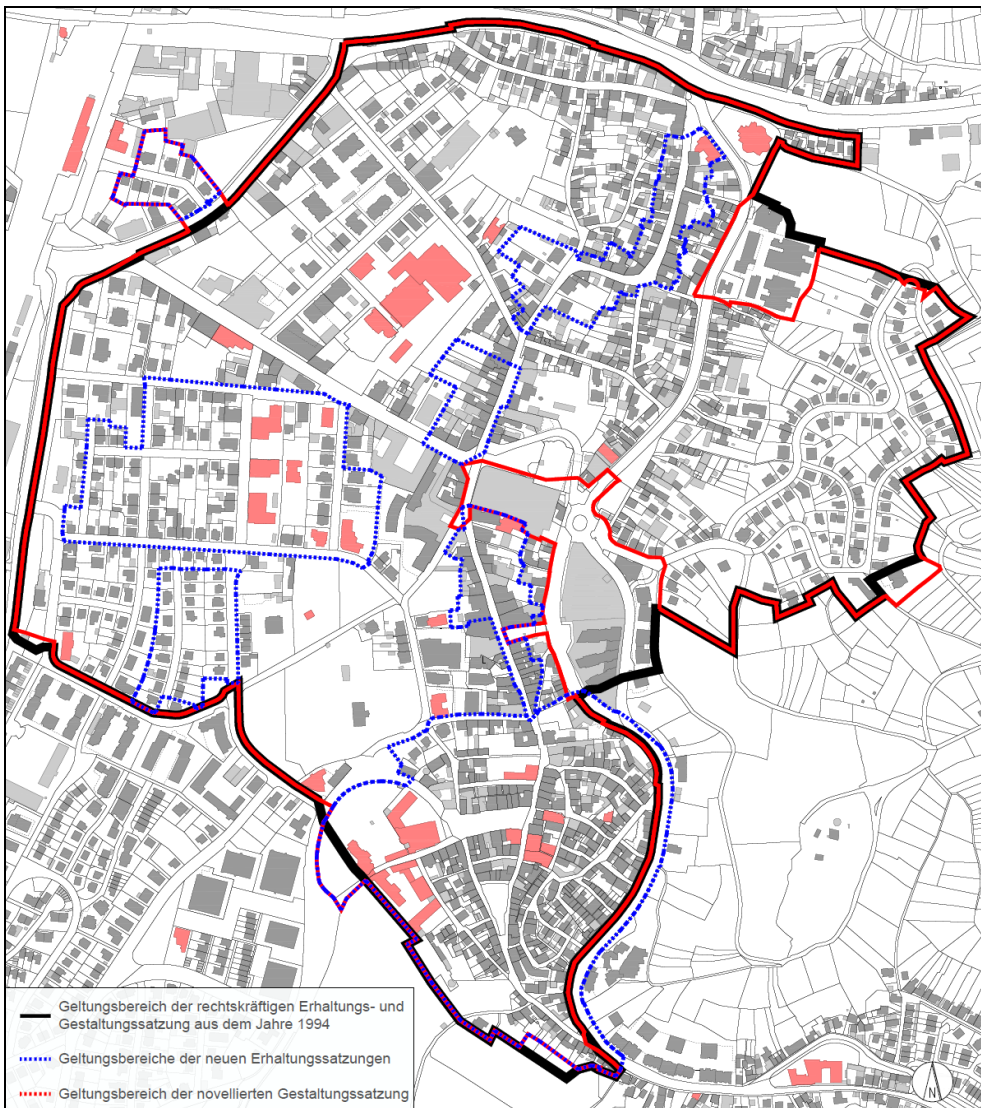 Geltungsbereich der rechtskräftigen Erhaltungs- und
Gestaltungssatzung aus dem Jahre 1994
Geltungsbereiche der neuen Erhaltungssatzungen
Geltungsbereich der novellierten Gestaltungssatzung
N